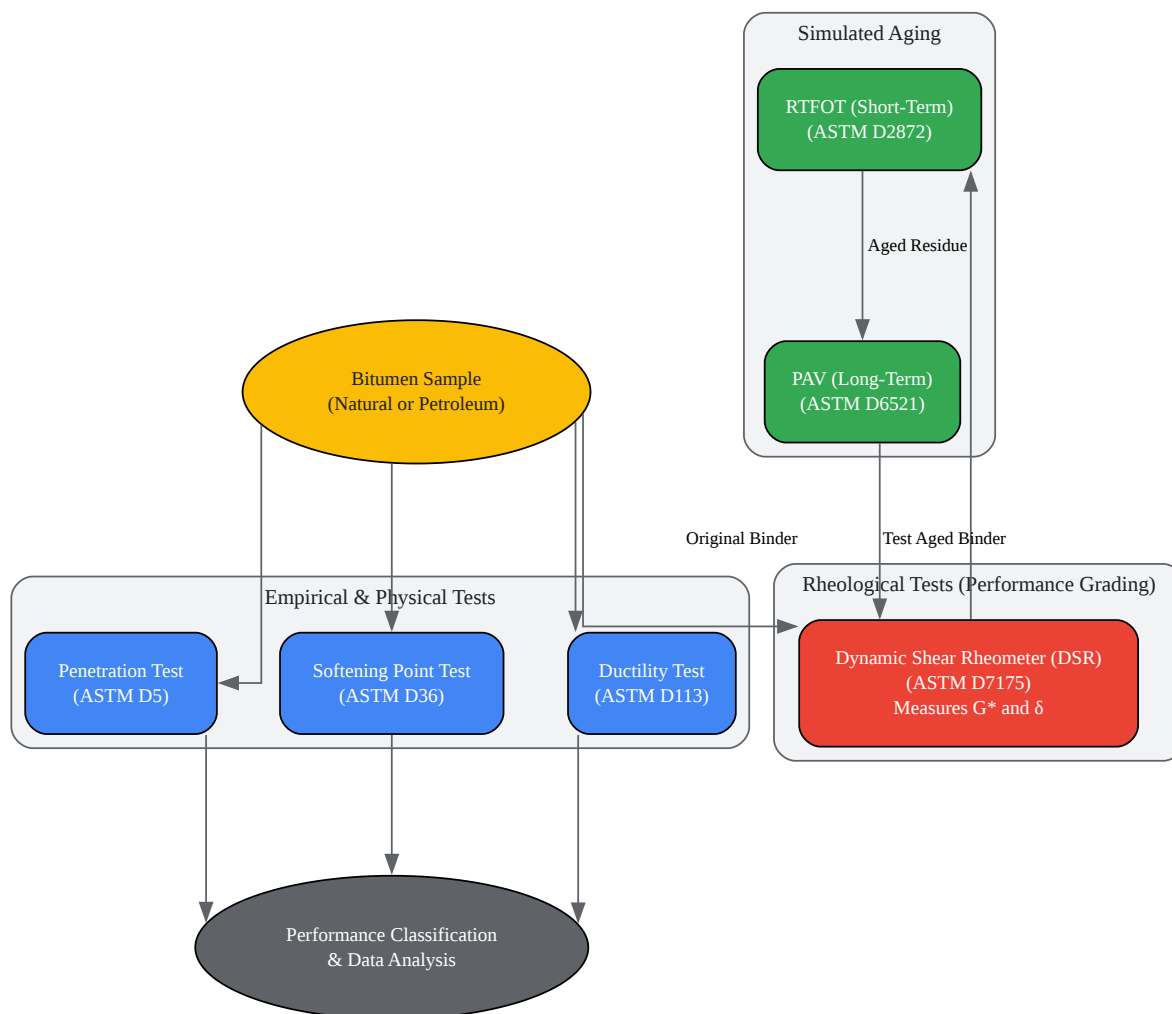 Simulated Aging
RTFOT (Short-Term)
(ASTM D2872)
Aged Residue
PAV (Long-Term)
(ASTM D6521)
Bitumen Sample
(Natural or Petroleum)
Original Binder
Test Aged Binder
Empirical & Physical Tests
Penetration Test
(ASTM D5)
Softening Point Test
(ASTM D36)
Ductility Test
(ASTM D113)
Rheological Tests (Performance Grading)
Dynamic Shear Rheometer (DSR)
(ASTM D7175)
Measures G* and δ
Performance Classification
& Data Analysis